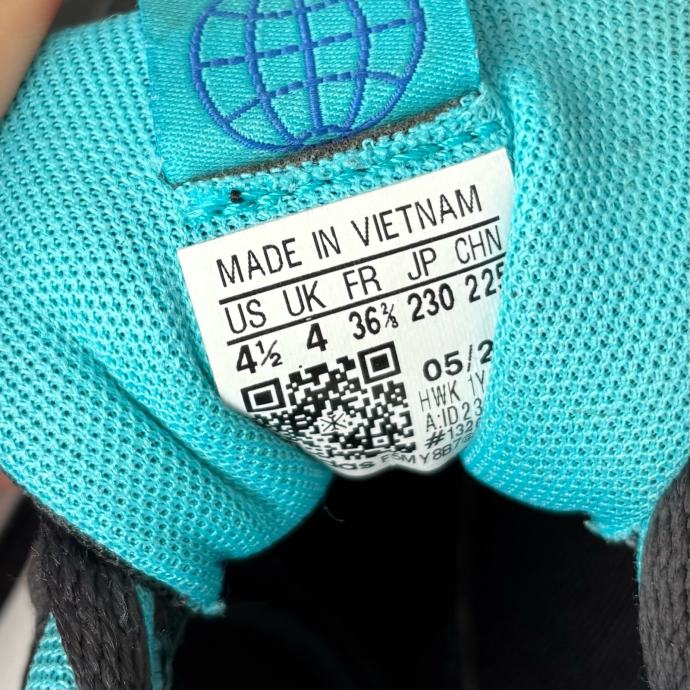 MADE IN VIETNAM
US UK FR JP CHN
4½ 4 36⅔ 230 225
05/2
HWK 1Y
A:ID23
#132